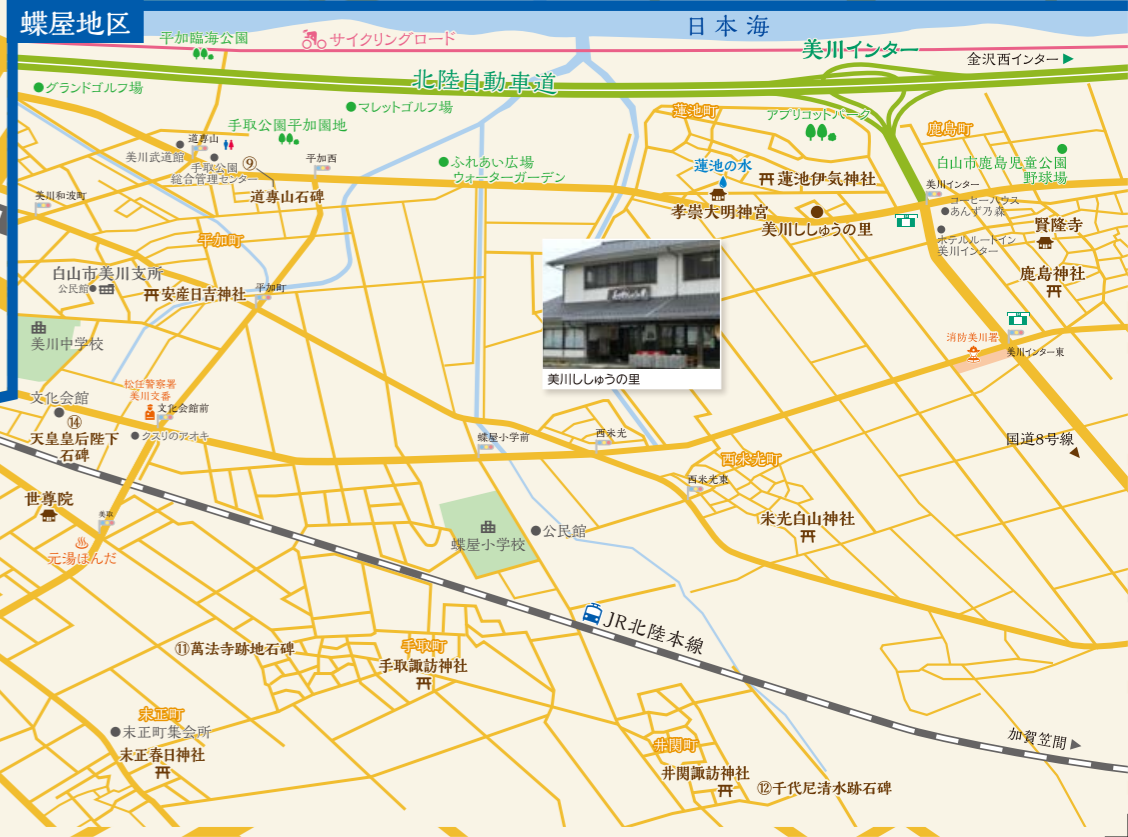 蝶屋地区
日本海
平加臨海公園
サイクリングロード
美川インター
金沢西インター
北陸自動車道
グランドゴルフ場
マレットゴルフ場
手取公園平加園地
蓮池町
アプリコットパーク
鹿島町
道専山
美川武道館
手取公園
総合管理センター
⑨
道専山石碑
平加西
ふれあい広場
ウォーターガーデン
蓮池の水
蓮池伊気神社
孝崇大明神宮
美川ししゅうの里
白山市鹿島児童公園
野球場
美川インター
コーヒーハウス
あんず乃森
ホテルルートイン
美川インター
賢隆寺
鹿島神社
美川和波町
平加町
白山市美川支所
公民館
安産日吉神社
平加町
美川中学校
美川ししゅうの里
消防美川署
美川インター東
文化会館
松任警察署
美川交番
文化会館前
クスリのアオキ
⑭
天皇皇后陛下
石碑
蝶屋小学前
西米光
西米光町
西米光東
国道8号線
世尊院
美取
元湯ほんだ
蝶屋小学校
公民館
米光白山神社
JR北陸本線
⑪萬法寺跡地石碑
手取町
手取諏訪神社
末正町
末正町集会所
末正春日神社
井関町
井関諏訪神社
⑫千代尼清水跡石碑
加賀笠間